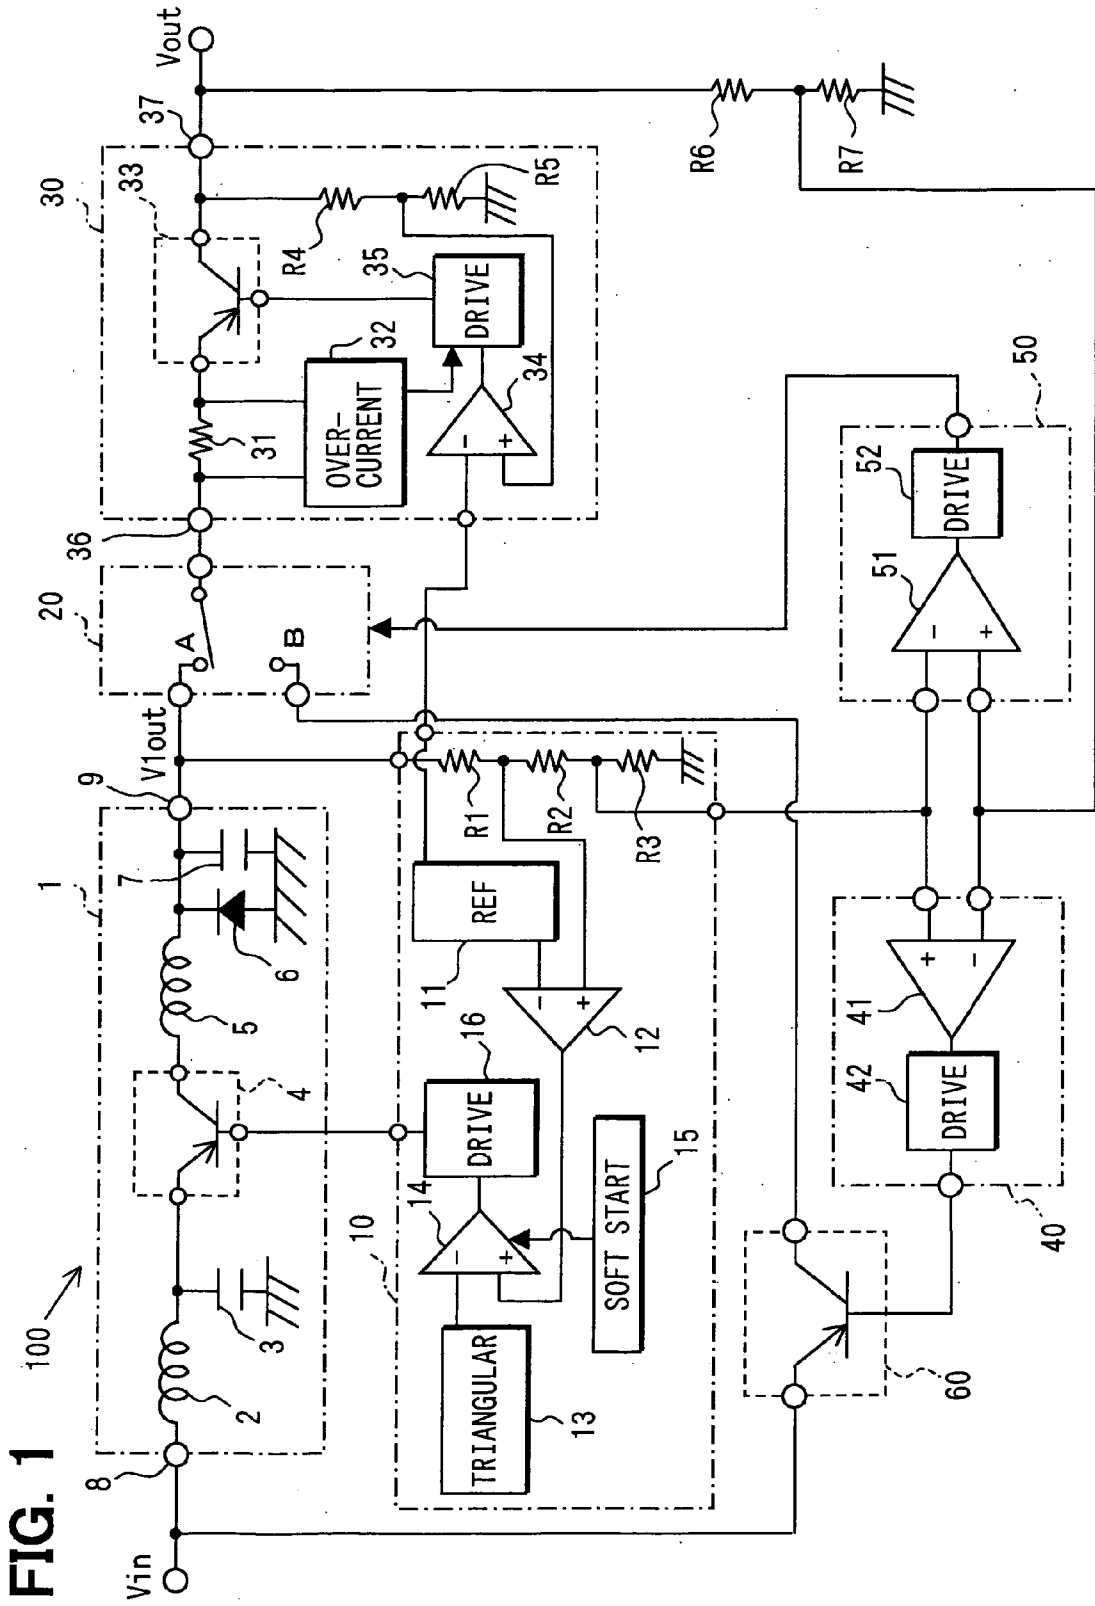 FIG. 1
100
Vin
8
2
3
4
5
6
7
1
9
V1out
20
A
B
36
30
31
OVER-
CURRENT
32
33
R4
R5
34
DRIVE
35
37
Vout
10
TRIANGULAR
13
14
-
+
SOFT START
15
DRIVE
16
REF
11
-
+
12
R1
R2
R3
-
+
R6
R7
60
40
DRIVE
42
41
+
-
50
51
-
+
DRIVE
52